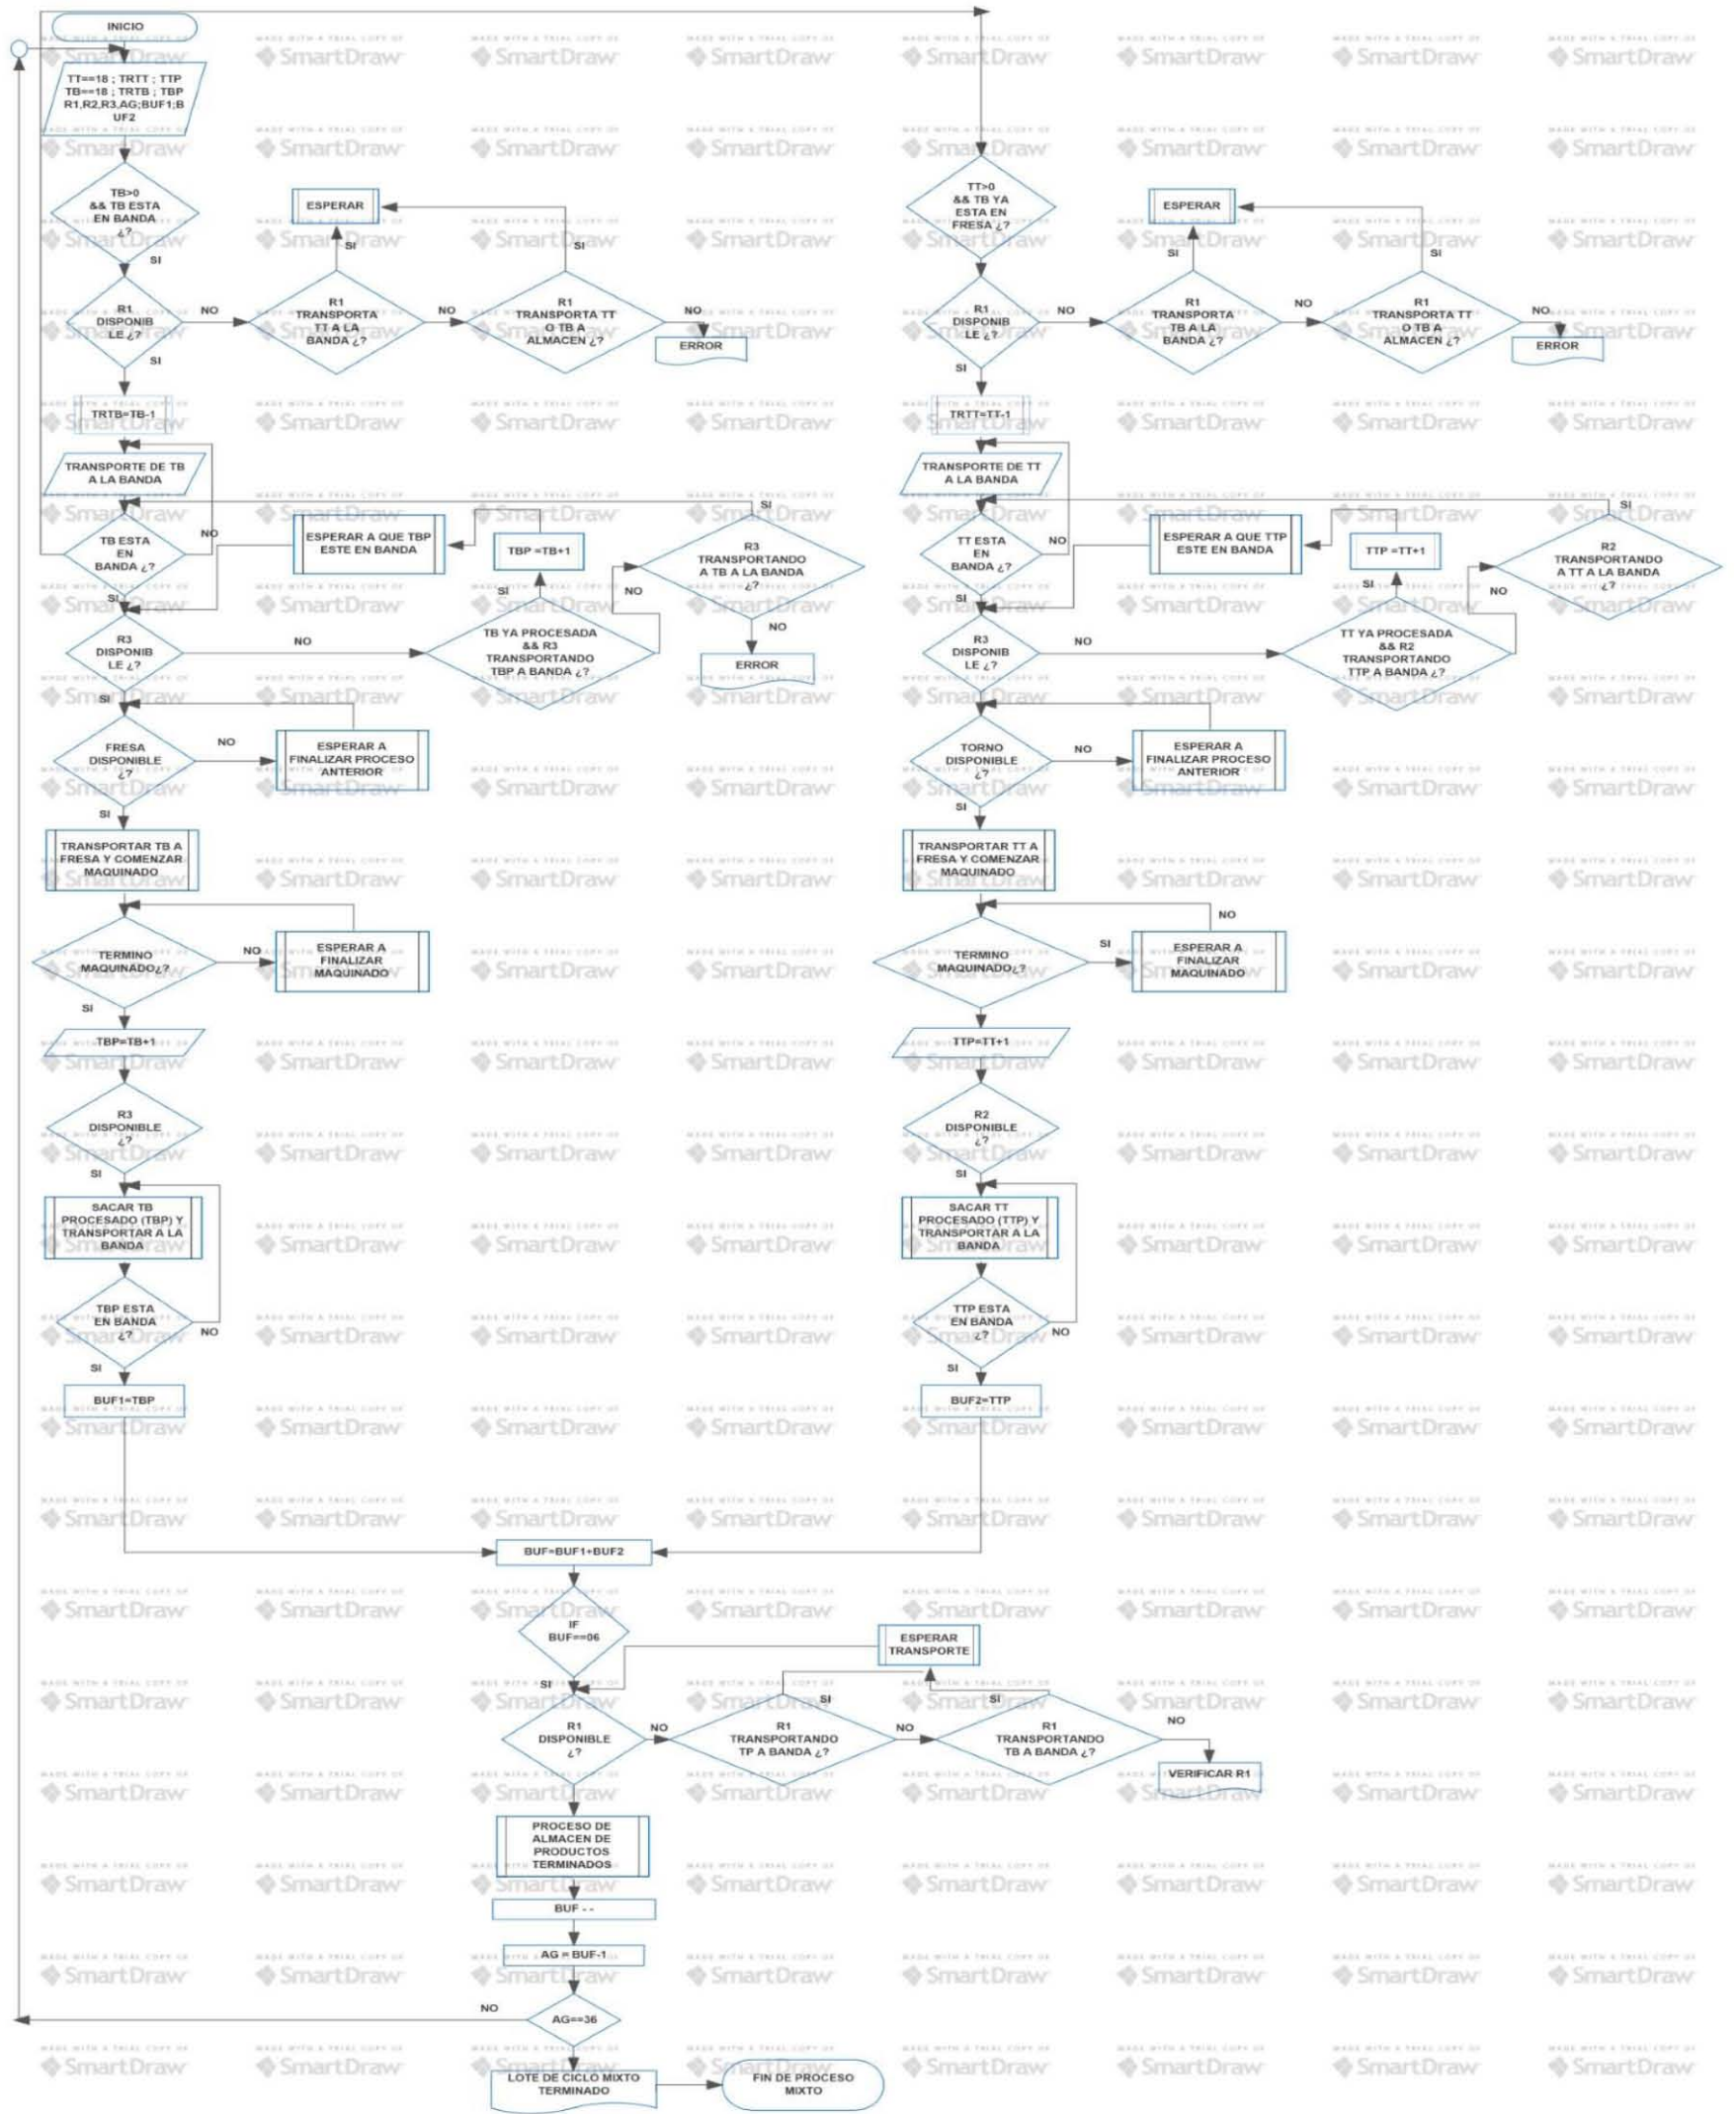 INICIO
TT==18 ; TRTT ; TTP
TB==18 ; TRTB ; TBP
R1,R2,R3,AG;BUF1;B
UF2
TB>0
&& TB ESTA
EN BANDA
¿?
SI
R1
DISPONIB
LE ¿?
NO
SI
R1
TRANSPORTA
TT A LA
BANDA ¿?
SI
ESPERAR
NO
R1
TRANSPORTA TT
O TB A
ALMACEN ¿?
SI
NO
ERROR
TRTB=TB-1
TRANSPORTE DE TB
A LA BANDA
TB ESTA
EN
BANDA ¿?
NO
SI
ESPERAR A QUE TBP
ESTE EN BANDA
TBP =TB+1
SI
R3
TRANSPORTANDO
A TB A LA BANDA
¿?
SI
NO
NO
ERROR
R3
DISPONIB
LE ¿?
NO
SI
TB YA PROCESADA
&& R3
TRANSPORTANDO
TBP A BANDA ¿?
FRESA
DISPONIBLE
¿?
NO
SI
ESPERAR A
FINALIZAR PROCESO
ANTERIOR
TRANSPORTAR TB A
FRESA Y COMENZAR
MAQUINADO
TERMINO
MAQUINADO¿?
NO
SI
ESPERAR A
FINALIZAR
MAQUINADO
TBP=TB+1
R3
DISPONIBLE
¿?
SI
SACAR TB
PROCESADO (TBP) Y
TRANSPORTAR A LA
BANDA
TBP ESTA
EN BANDA
¿?
NO
SI
BUF1=TBP
TT>0
&& TB YA
ESTA EN
FRESA ¿?
R1
DISPONIB
LE ¿?
NO
SI
R1
TRANSPORTA
TB A LA
BANDA ¿?
SI
ESPERAR
NO
R1
TRANSPORTA TT
O TB A
ALMACEN ¿?
SI
NO
ERROR
TRTT=TT-1
TRANSPORTE DE TT
A LA BANDA
TT ESTA
EN
BANDA ¿?
NO
SI
ESPERAR A QUE TTP
ESTE EN BANDA
TTP =TT+1
SI
R2
TRANSPORTANDO
A TT A LA BANDA
¿?
SI
NO
R3
DISPONIB
LE ¿?
NO
SI
TT YA PROCESADA
&& R2
TRANSPORTANDO
TTP A BANDA ¿?
TORNO
DISPONIBLE
¿?
NO
SI
ESPERAR A
FINALIZAR PROCESO
ANTERIOR
TRANSPORTAR TT A
FRESA Y COMENZAR
MAQUINADO
TERMINO
MAQUINADO¿?
SI
NO
ESPERAR A
FINALIZAR
MAQUINADO
TTP=TT+1
R2
DISPONIBLE
¿?
SI
SACAR TT
PROCESADO (TTP) Y
TRANSPORTAR A LA
BANDA
TTP ESTA
EN BANDA
¿?
NO
SI
BUF2=TTP
BUF=BUF1+BUF2
IF
BUF==06
SI
ESPERAR
TRANSPORTE
R1
DISPONIBLE
¿?
NO
R1
TRANSPORTANDO
TP A BANDA ¿?
SI
NO
R1
TRANSPORTANDO
TB A BANDA ¿?
SI
NO
VERIFICAR R1
PROCESO DE
ALMACEN DE
PRODUCTOS
TERMINADOS
BUF - -
AG = BUF-1
AG==36
NO
LOTE DE CICLO MIXTO
TERMINADO
FIN DE PROCESO
MIXTO
MADE WITH A TRIAL COPY OF
SmartDraw